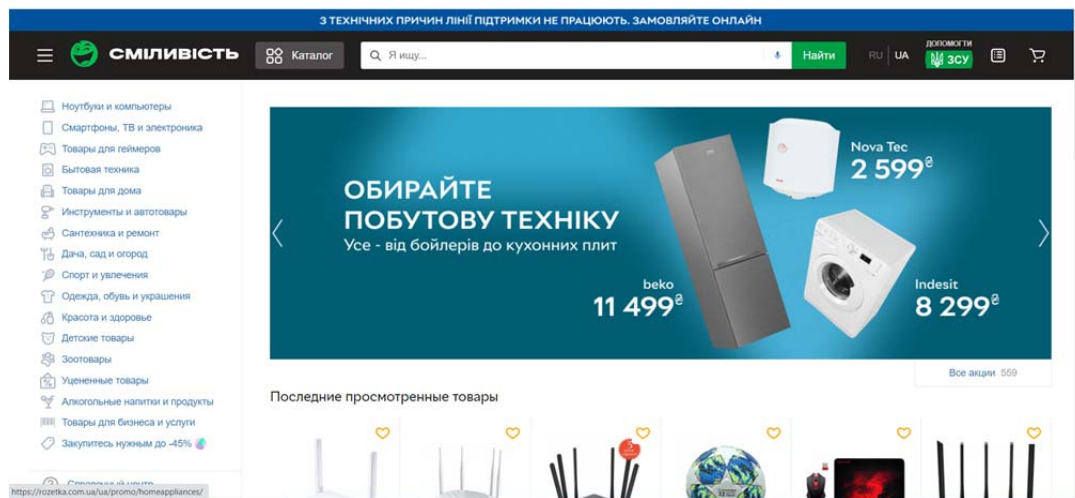 З ТЕХНІЧНИХ ПРИЧИН ЛІНІЇ ПІДТРИМКИ НЕ ПРАЦЮЮТЬ. ЗАМОВЛЯЙТЕ ОНЛАЙН
СМІЛИВІСТЬ
Каталог
Я ищу...
Найти
RU UA
ДОПОМОГТИ
ЗСУ
Ноутбуки и компьютеры
Смартфоны, ТВ и электроника
Товары для геймеров
Бытовая техника
Товары для дома
Инструменты и автотовары
Сантехника и ремонт
Дача, сад и огород
Спорт и увлечения
Одежда, обувь и украшения
Красота и здоровье
Детские товары
Зоотовары
Уцененные товары
Алкогольные напитки и продукты
Товары для бизнеса и услуги
Закупитесь нужным до -45%
Справочный центр
https://rozetka.com.ua/ua/promo/homeappliances/
ОБИРАЙТЕ
ПОБУТОВУ ТЕХНІКУ
Усе - від бойлерів до кухонних плит
Nova Tec
2 599₴
beko
11 499₴
Indesit
8 299₴
Все акции 559
Последние просмотренные товары